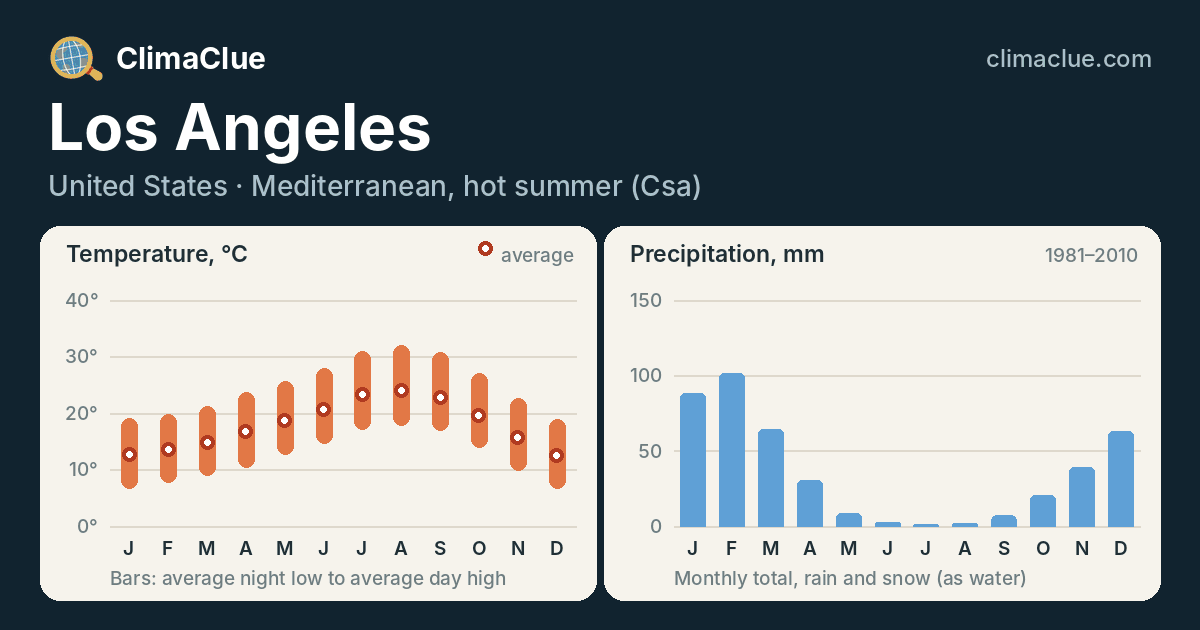 ClimaClue
climaclue.com
Los Angeles
United States · Mediterranean, hot summer (Csa)
Temperature, °C
average
40°
30°
20°
10°
0°
J F M A M J J A S O N D
Bars: average night low to average day high
Precipitation, mm
1981–2010
150
100
50
0
J F M A M J J A S O N D
Monthly total, rain and snow (as water)